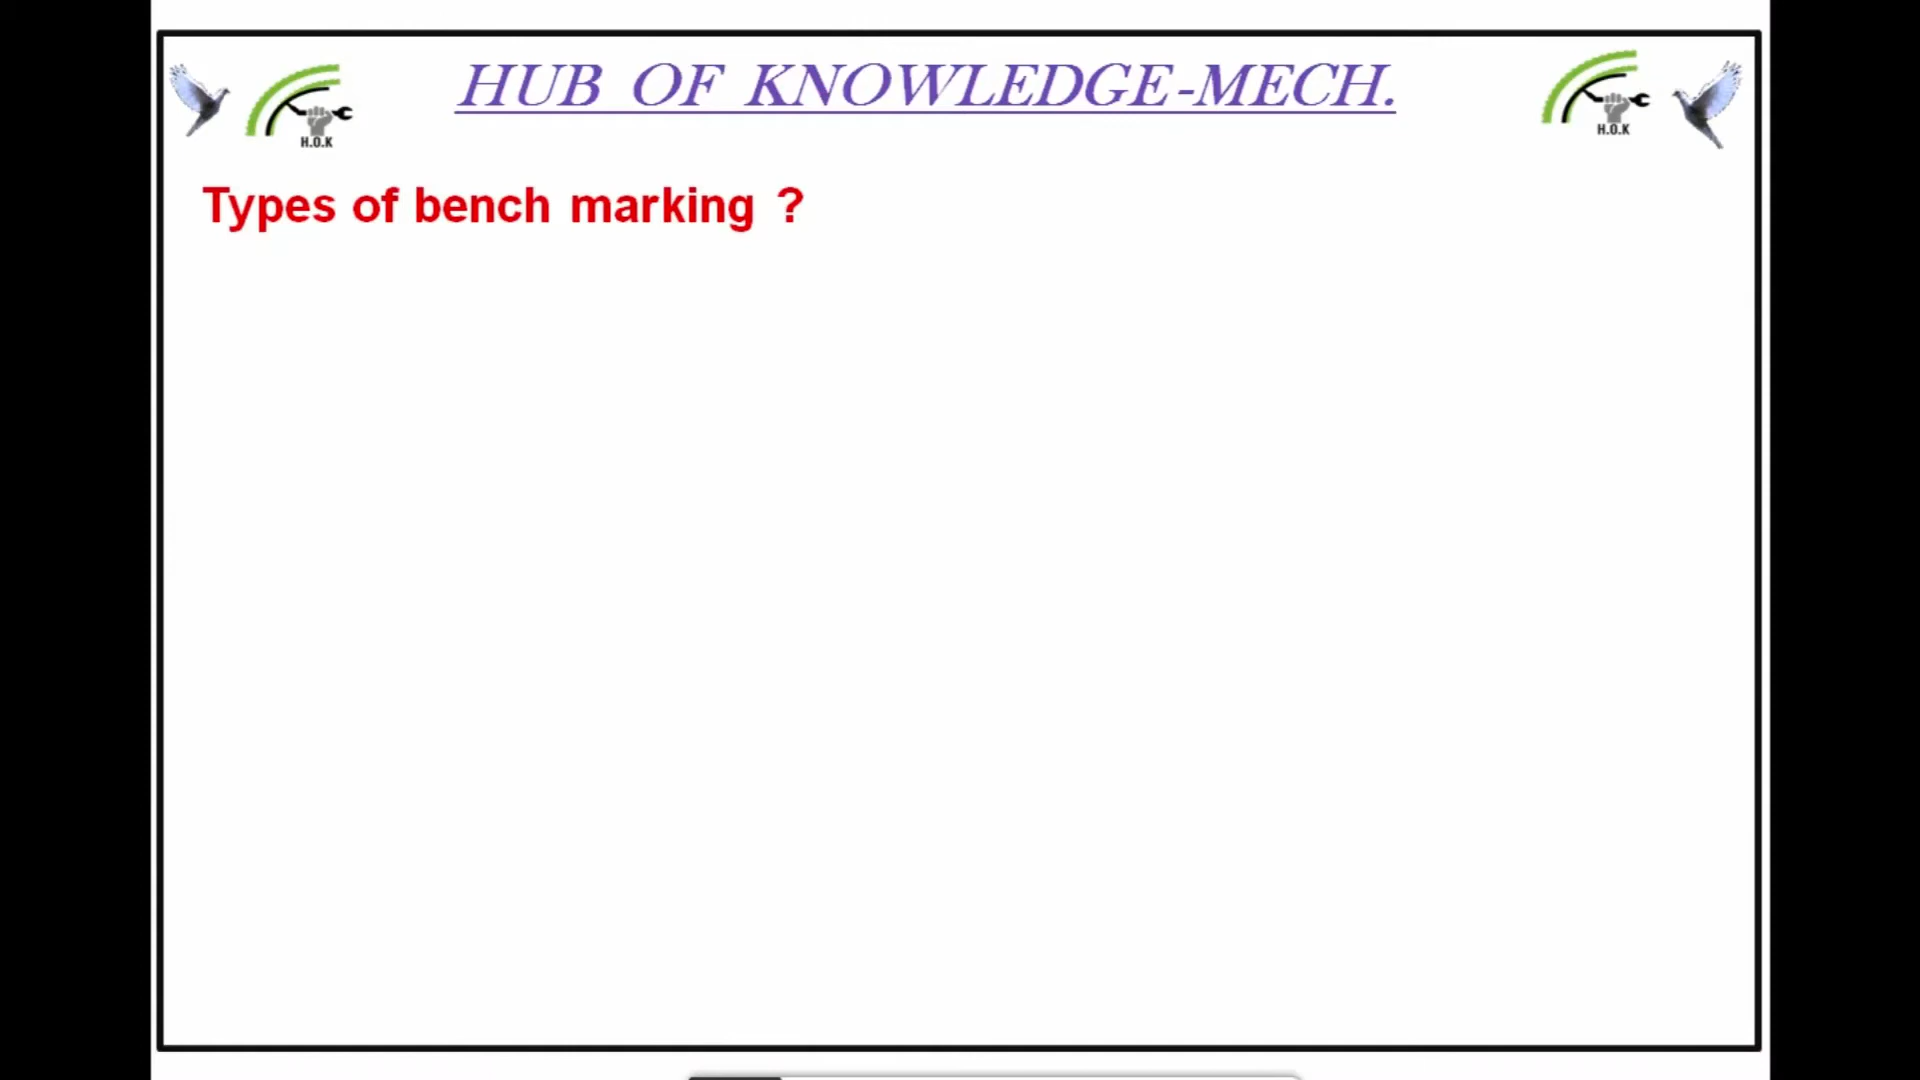 HUB OF KNOWLEDGE-MECH.
H.O.K
H.O.K
Types of bench marking ?